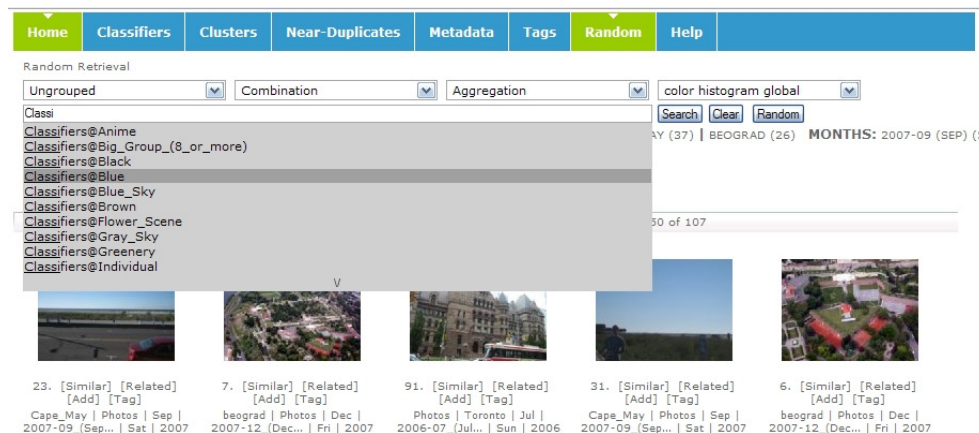 Home Classifiers Clusters Near-Duplicates Metadata Tags Random Help
Random Retrieval
Ungrouped Combination Aggregation color histogram global
Classi Search Clear Random
Classifiers@Anime
AY (37) | BEOGRAD (26) MONTHS: 2007-09 (SEP)
Classifiers@Big_Group_(8_or_more)
Classifiers@Black
Classifiers@Blue
Classifiers@Blue_Sky
Classifiers@Brown
Classifiers@Flower_Scene
50 of 107
Classifiers@Gray_Sky
Classifiers@Greenery
Classifiers@Individual
V
23. [Similar] [Related] 7. [Similar] [Related] 91. [Similar] [Related] 31. [Similar] [Related] 6. [Similar] [Related]
[Add] [Tag] [Add] [Tag] [Add] [Tag] [Add] [Tag] [Add] [Tag]
Cape_May | Photos | Sep | beograd | Photos | Dec | Photos | Toronto | Jul | Cape_May | Photos | Sep | beograd | Photos | Dec |
2007-09_(Sep... | Sat | 2007 2007-12_(Dec... | Fri | 2007 2006-07_(Jul... | Sun | 2006 2007-09_(Sep... | Sat | 2007 2007-12_(Dec... | Fri | 2007